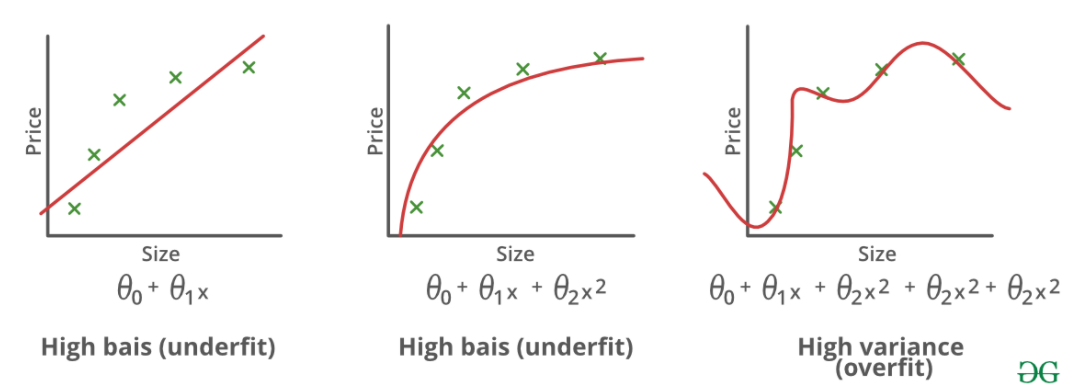 Price
Size
θ₀ + θ₁x
High bais (underfit)
Price
Size
θ₀ + θ₁x + θ₂x²
High bais (underfit)
Price
Size
θ₀ + θ₁x + θ₂x² + θ₂x² + θ₂x²
High variance
(overfit)